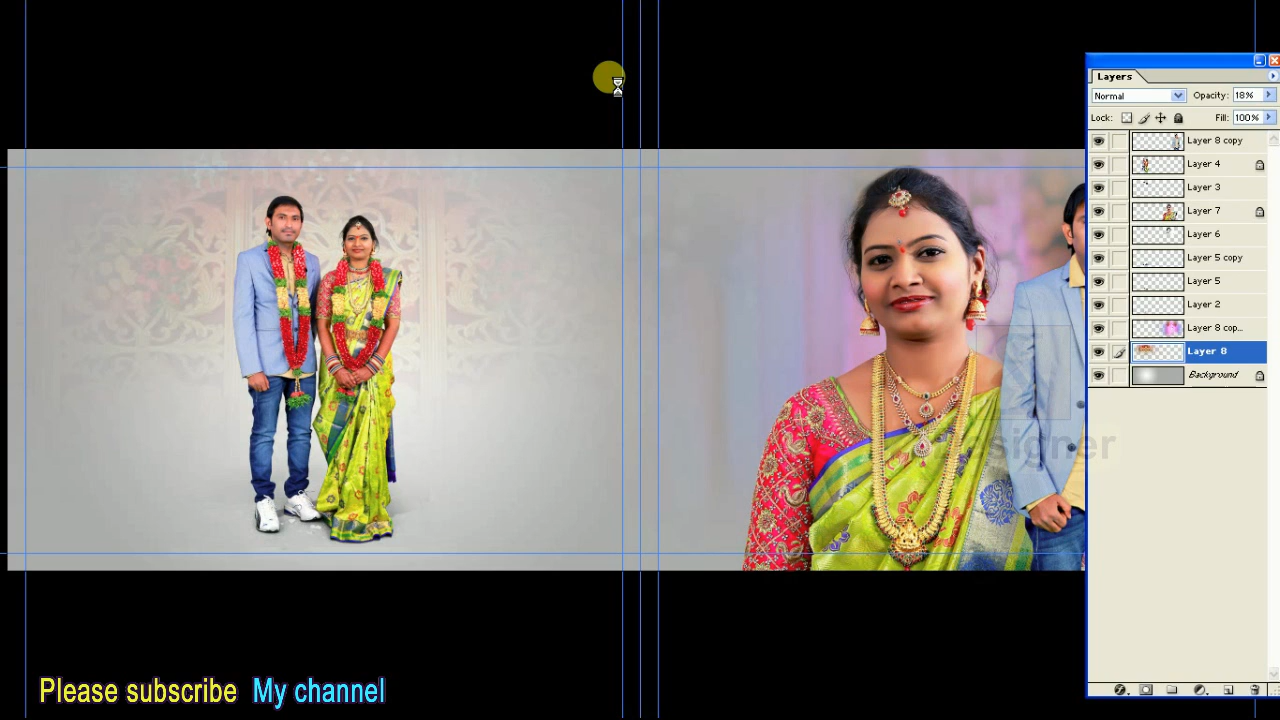 Layers
Normal Opacity: 18%
Lock: Fill: 100%
Layer 8 copy
Layer 4
Layer 3
Layer 7
Layer 6
Layer 5 copy
Layer 5
Layer 2
Layer 8 cop...
Layer 8
Background
esigner
Please subscribe My channel